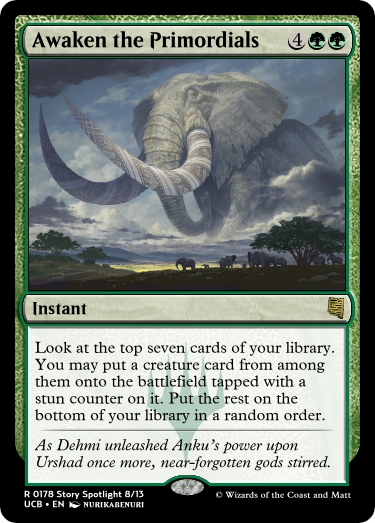 Awaken the Primordials 4
Instant
Look at the top seven cards of your library.
You may put a creature card from among
them onto the battlefield tapped with a
stun counter on it. Put the rest on the
bottom of your library in a random order.
As Dehmi unleashed Anku's power upon
Urshad once more, near-forgotten gods stirred.
R 0178 Story Spotlight 8/13
UCB • EN NURIKABENURI
© Wizards of the Coast and Matt